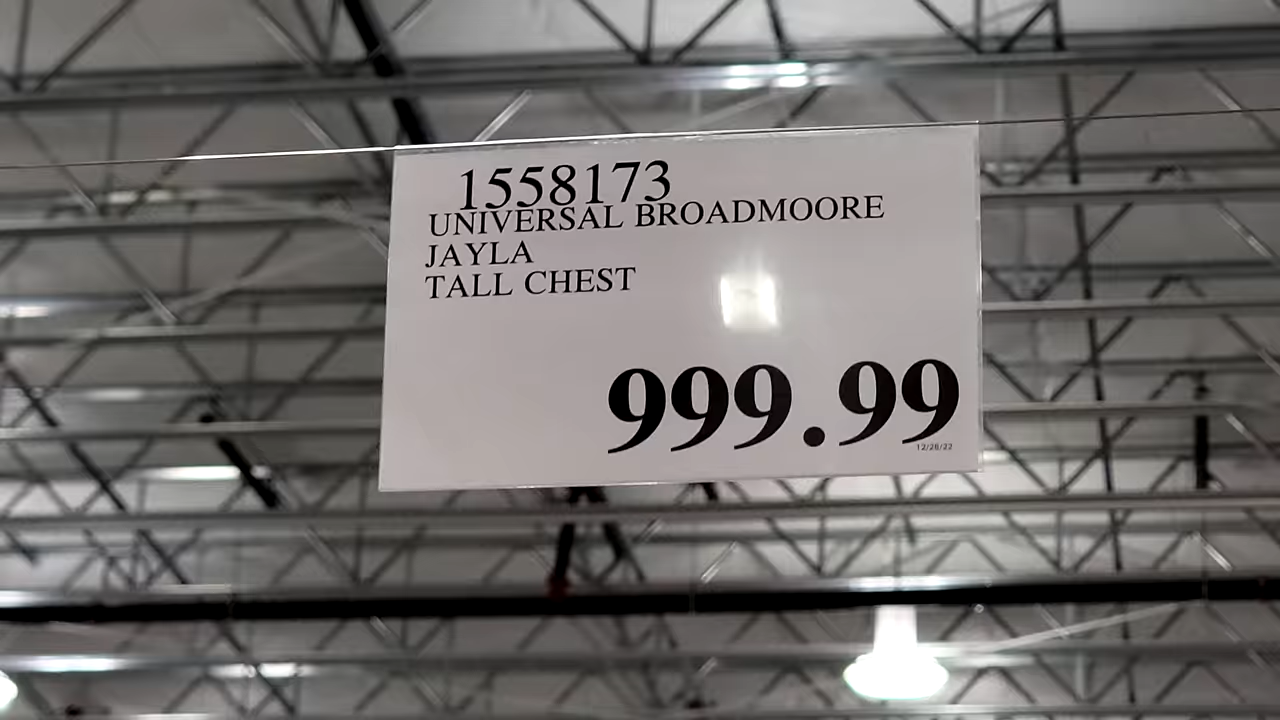 1558173
UNIVERSAL BROADMOORE
JAYLA
TALL CHEST
999.99
12/26/22